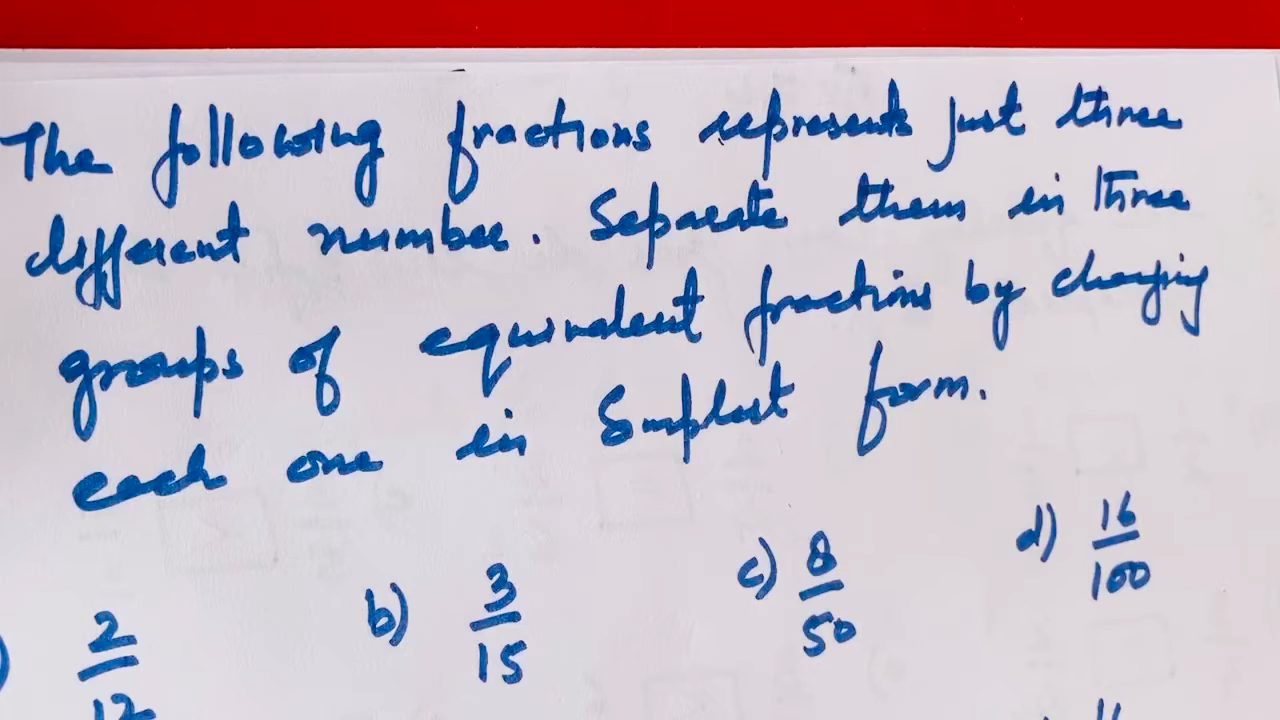 The following fractions represents just three
different number. Separate them in three
groups of equivalent fractions by changing
each one in Simplest form.
) 2/12 b) 3/15 c) 8/50 d) 16/100